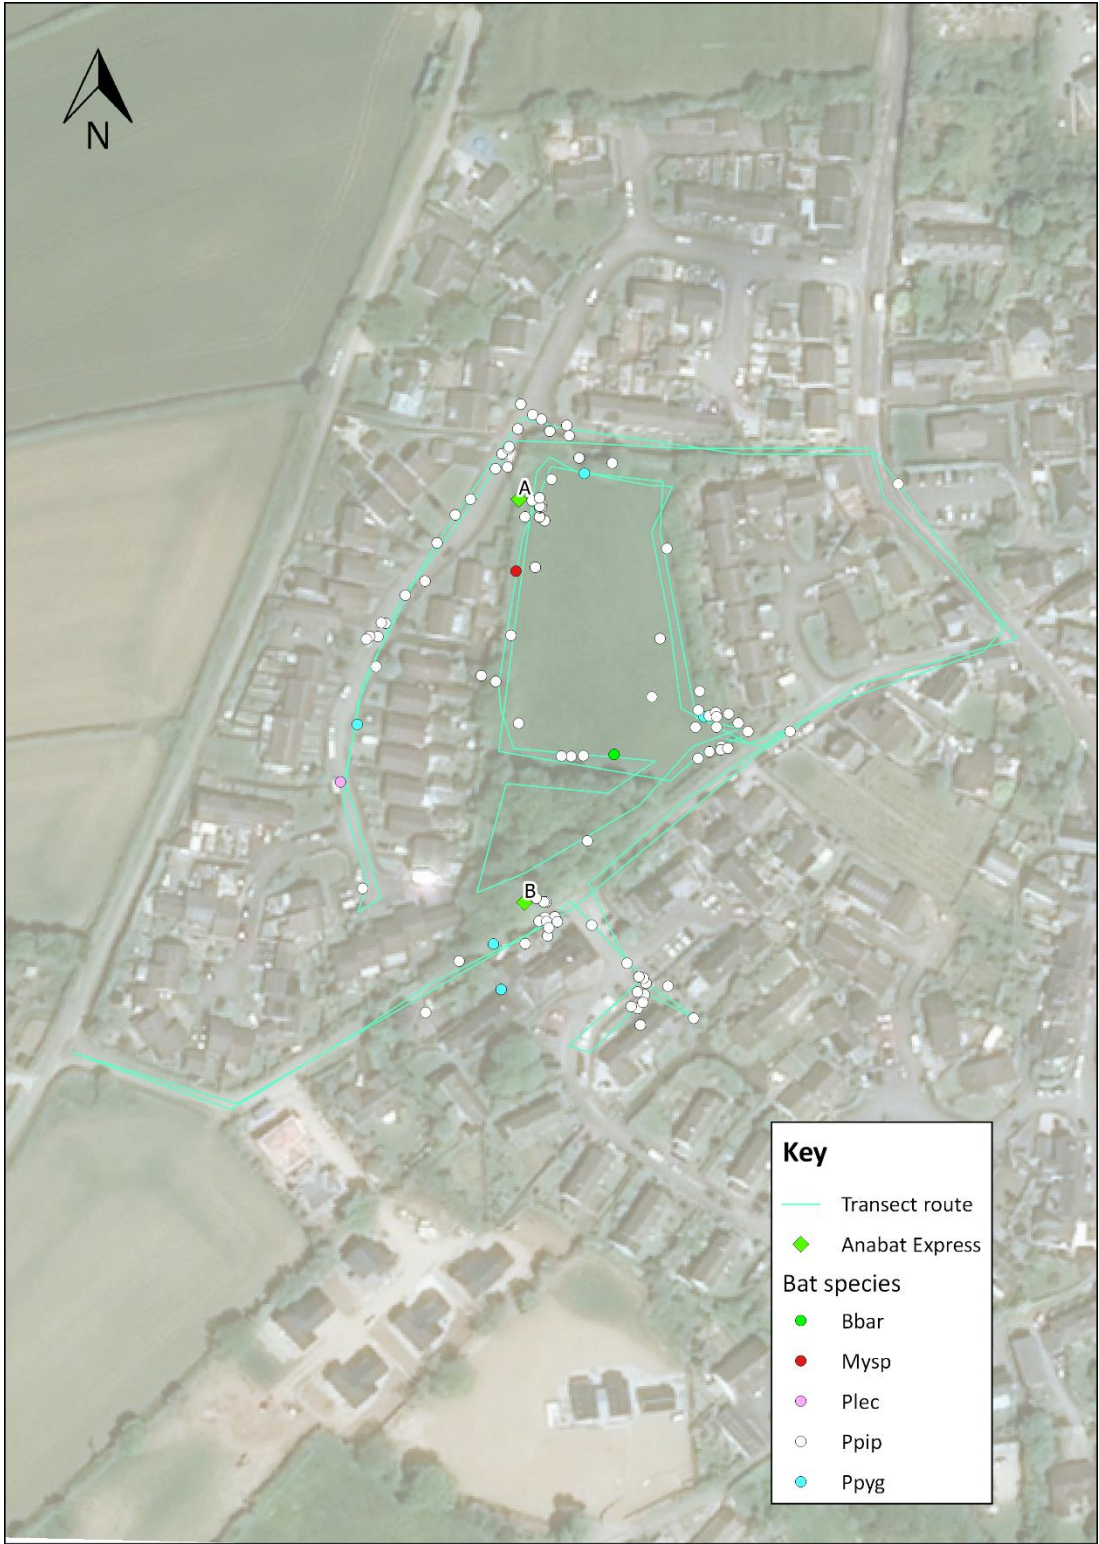 N
A
B
Key
Transect route
Anabat Express
Bat species
Bbar
Mysp
Plec
Ppip
Ppyg